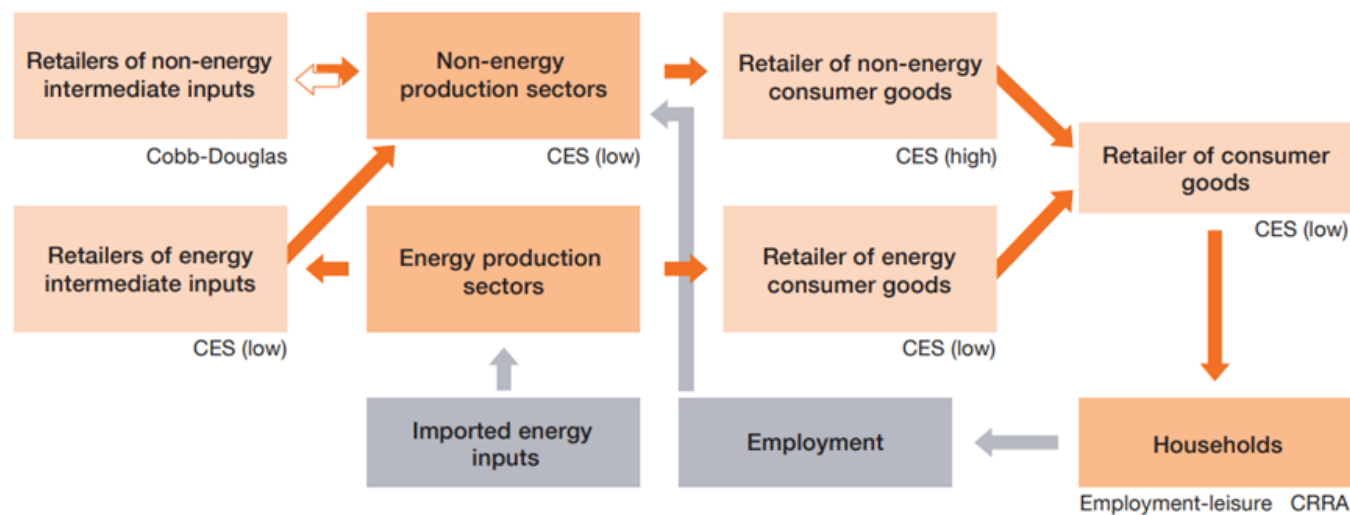 Retailers of non-energy
intermediate inputs
Cobb-Douglas
Non-energy
production sectors
CES (low)
Retailer of non-energy
consumer goods
CES (high)
Retailer of consumer
goods
CES (low)
Retailers of energy
intermediate inputs
CES (low)
Energy production
sectors
Retailer of energy
consumer goods
CES (low)
Imported energy
inputs
Employment
Households
Employment-leisure CRRA